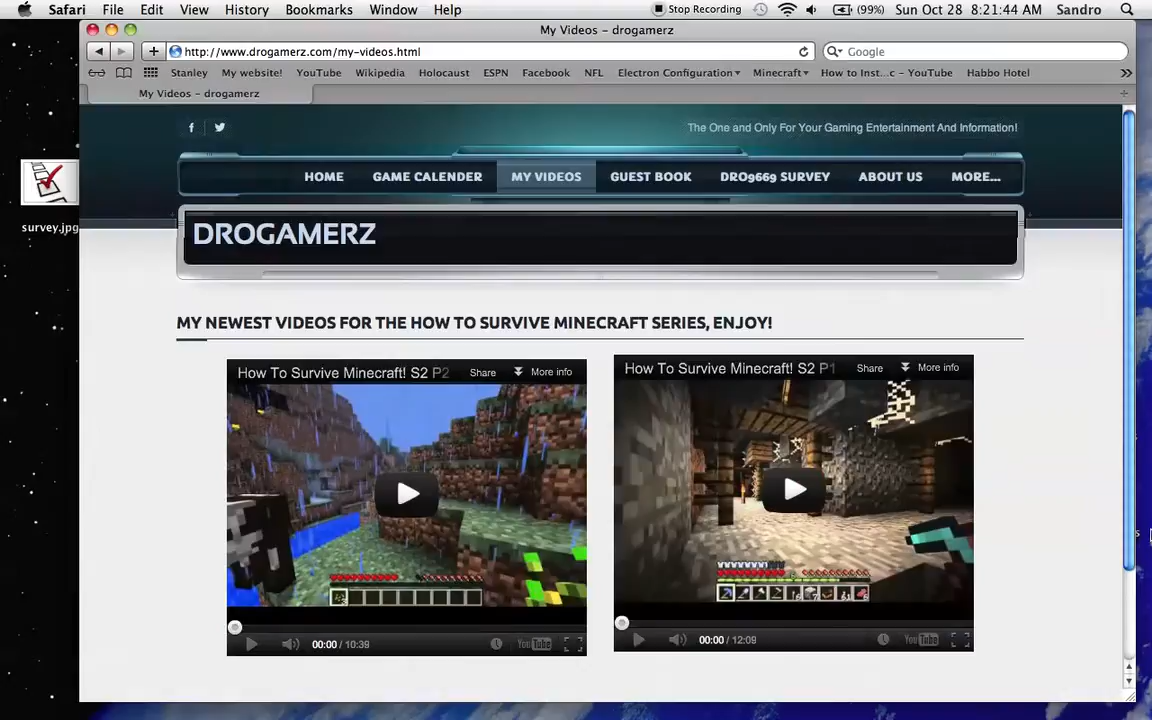 Safari File Edit View History Bookmarks Window Help Stop Recording (99%) Sun Oct 28 8:21:44 AM Sandro
My Videos – drogamerz
http://www.drogamerz.com/my-videos.html Google
Stanley My website! YouTube Wikipedia Holocaust ESPN Facebook NFL Electron Configuration Minecraft How to Inst...c – YouTube Habbo Hotel
My Videos – drogamerz
The One and Only For Your Gaming Entertainment And Information!
HOME GAME CALENDER MY VIDEOS GUEST BOOK DRO9669 SURVEY ABOUT US MORE...
survey.jpg
DROGAMERZ
MY NEWEST VIDEOS FOR THE HOW TO SURVIVE MINECRAFT SERIES, ENJOY!
How To Survive Minecraft! S2 P2 Share More info
How To Survive Minecraft! S2 P1 Share More info
00:00 / 10:39 YouTube
00:00 / 12:09 YouTube